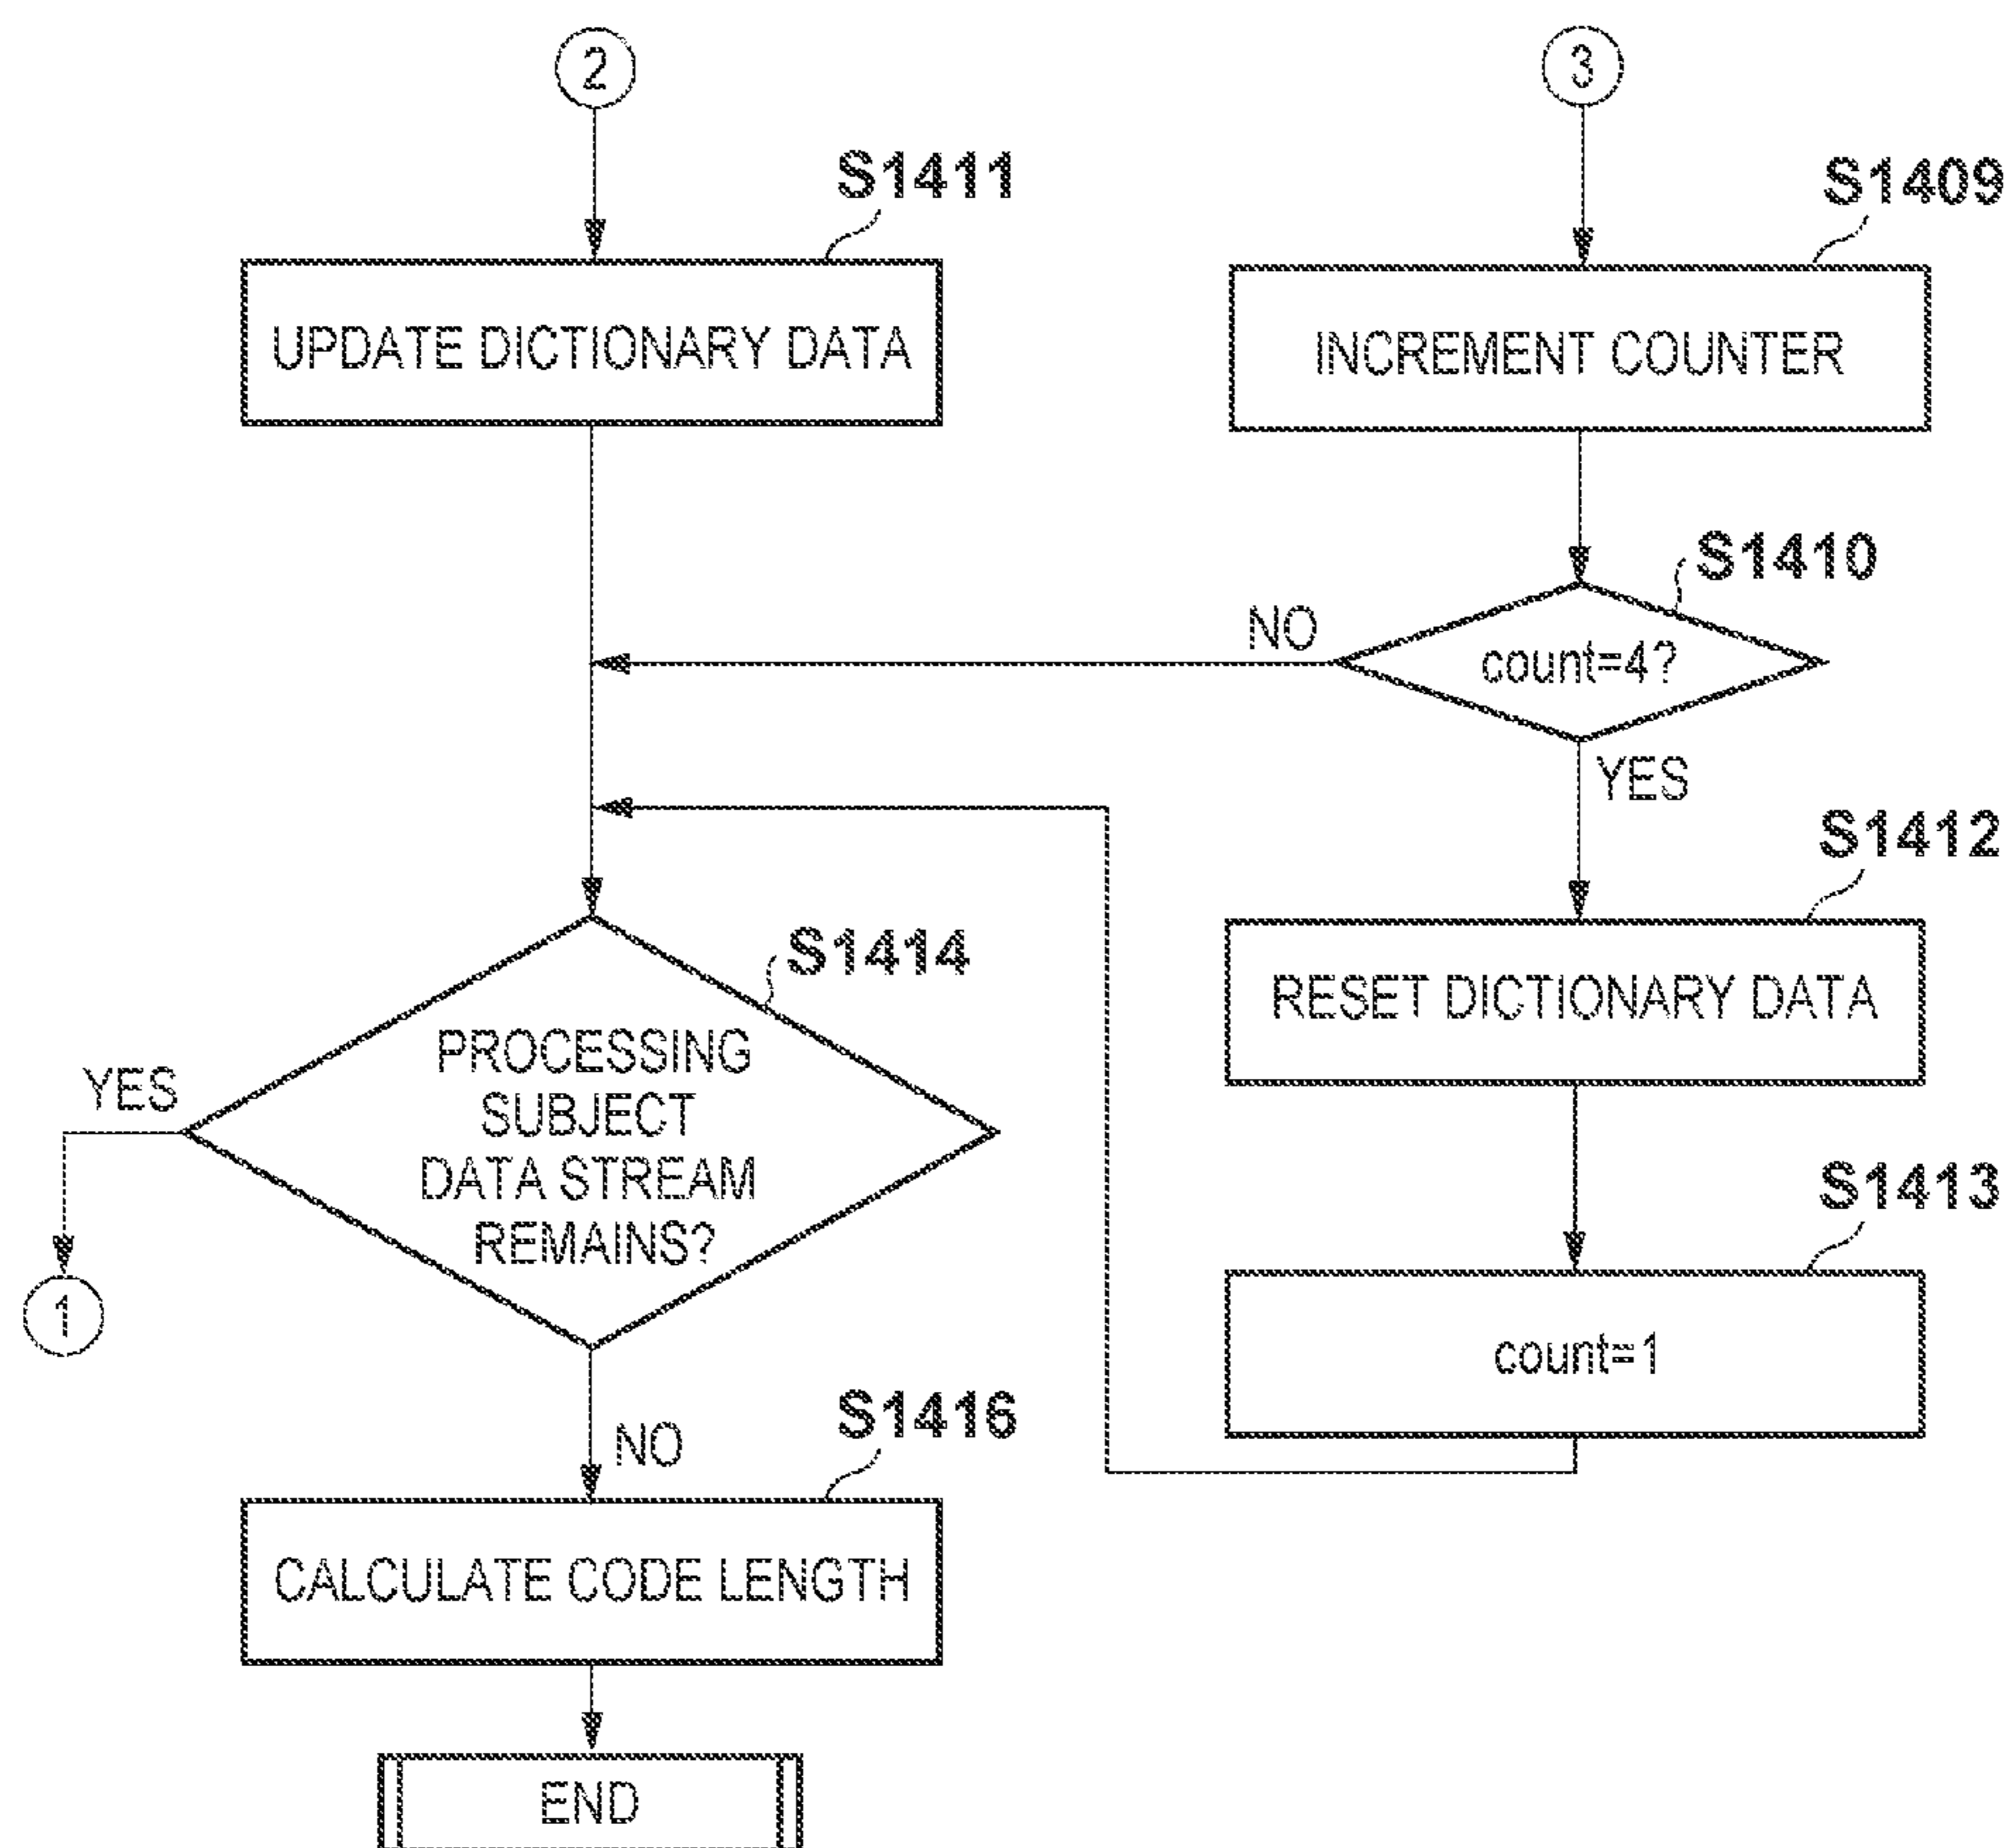 2
3
S1411
S1409
UPDATE DICTIONARY DATA
INCREMENT COUNTER
S1410
NO
count=4?
YES
S1412
S1414
RESET DICTIONARY DATA
PROCESSING
SUBJECT
DATA STREAM
REMAINS?
YES
S1413
1
count=1
S1416
NO
CALCULATE CODE LENGTH
END